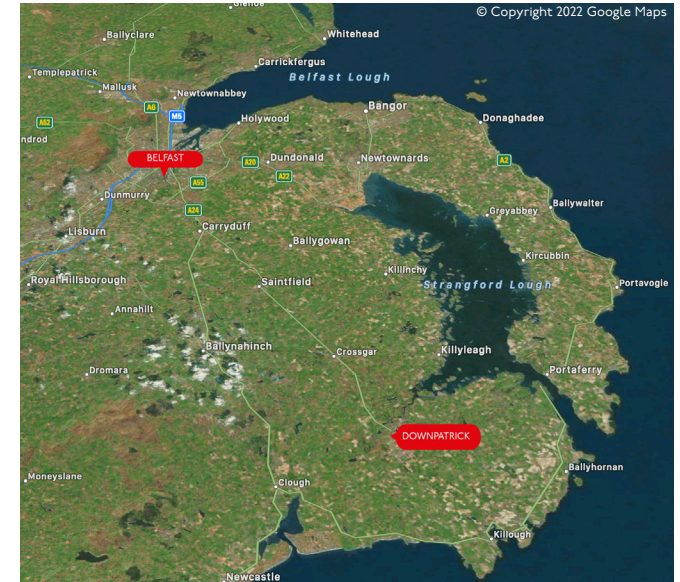 © Copyright 2022 Google Maps
Whitehead
Ballyclare
Carrickfergus
Templepatrick
Belfast Lough
Mallusk
Newtownabbey
A6
Bangor
M5
Holywood
Donaghadee
A52
BELFAST
Dundonald
Newtownards
A20
A2
A22
A55
Dunmurry
Ballywalter
A24
Greyabbey
Carryduff
Lisburn
Ballygowan
Kircubbin
Killinchy
Royal Hillsborough
Saintfield
Strangford Lough
Portavogie
Annahilt
Ballynahinch
Crossgar
Killyleagh
Dromara
Portaferry
DOWNPATRICK
Ballyhornan
Moneyslane
Clough
Killough
Newcastle